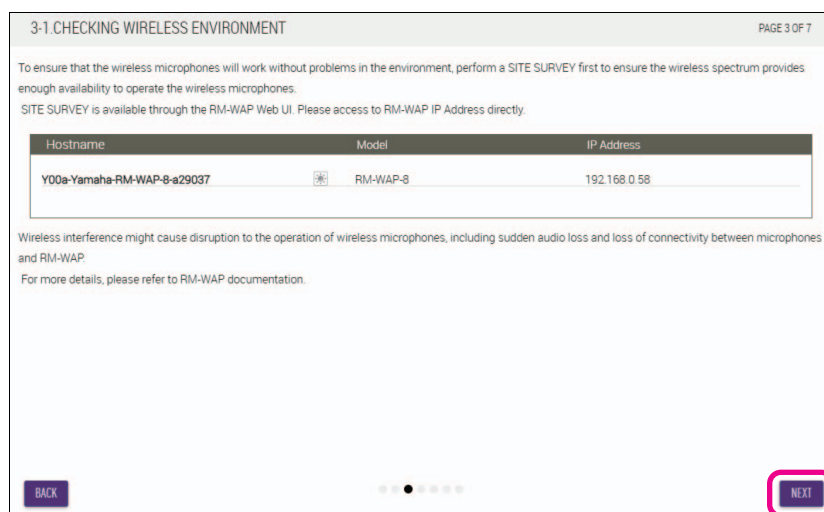 3-1.CHECKING WIRELESS ENVIRONMENT PAGE 3 OF 7
To ensure that the wireless microphones will work without problems in the environment, perform a SITE SURVEY first to ensure the wireless spectrum provides
enough availability to operate the wireless microphones.
SITE SURVEY is available through the RM-WAP Web UI. Please access to RM-WAP IP Address directly.
Hostname Model IP Address
Y00a-Yamaha-RM-WAP-8-a29037 RM-WAP-8 192.168.0.58
Wireless interference might cause disruption to the operation of wireless microphones, including sudden audio loss and loss of connectivity between microphones
and RM-WAP.
For more details, please refer to RM-WAP documentation.
BACK NEXT